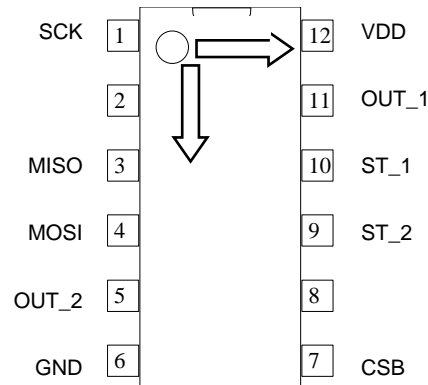 SCK 1 12 VDD
2 11 OUT_1
MISO 3 10 ST_1
MOSI 4 9 ST_2
OUT_2 5 8
GND 6 7 CSB